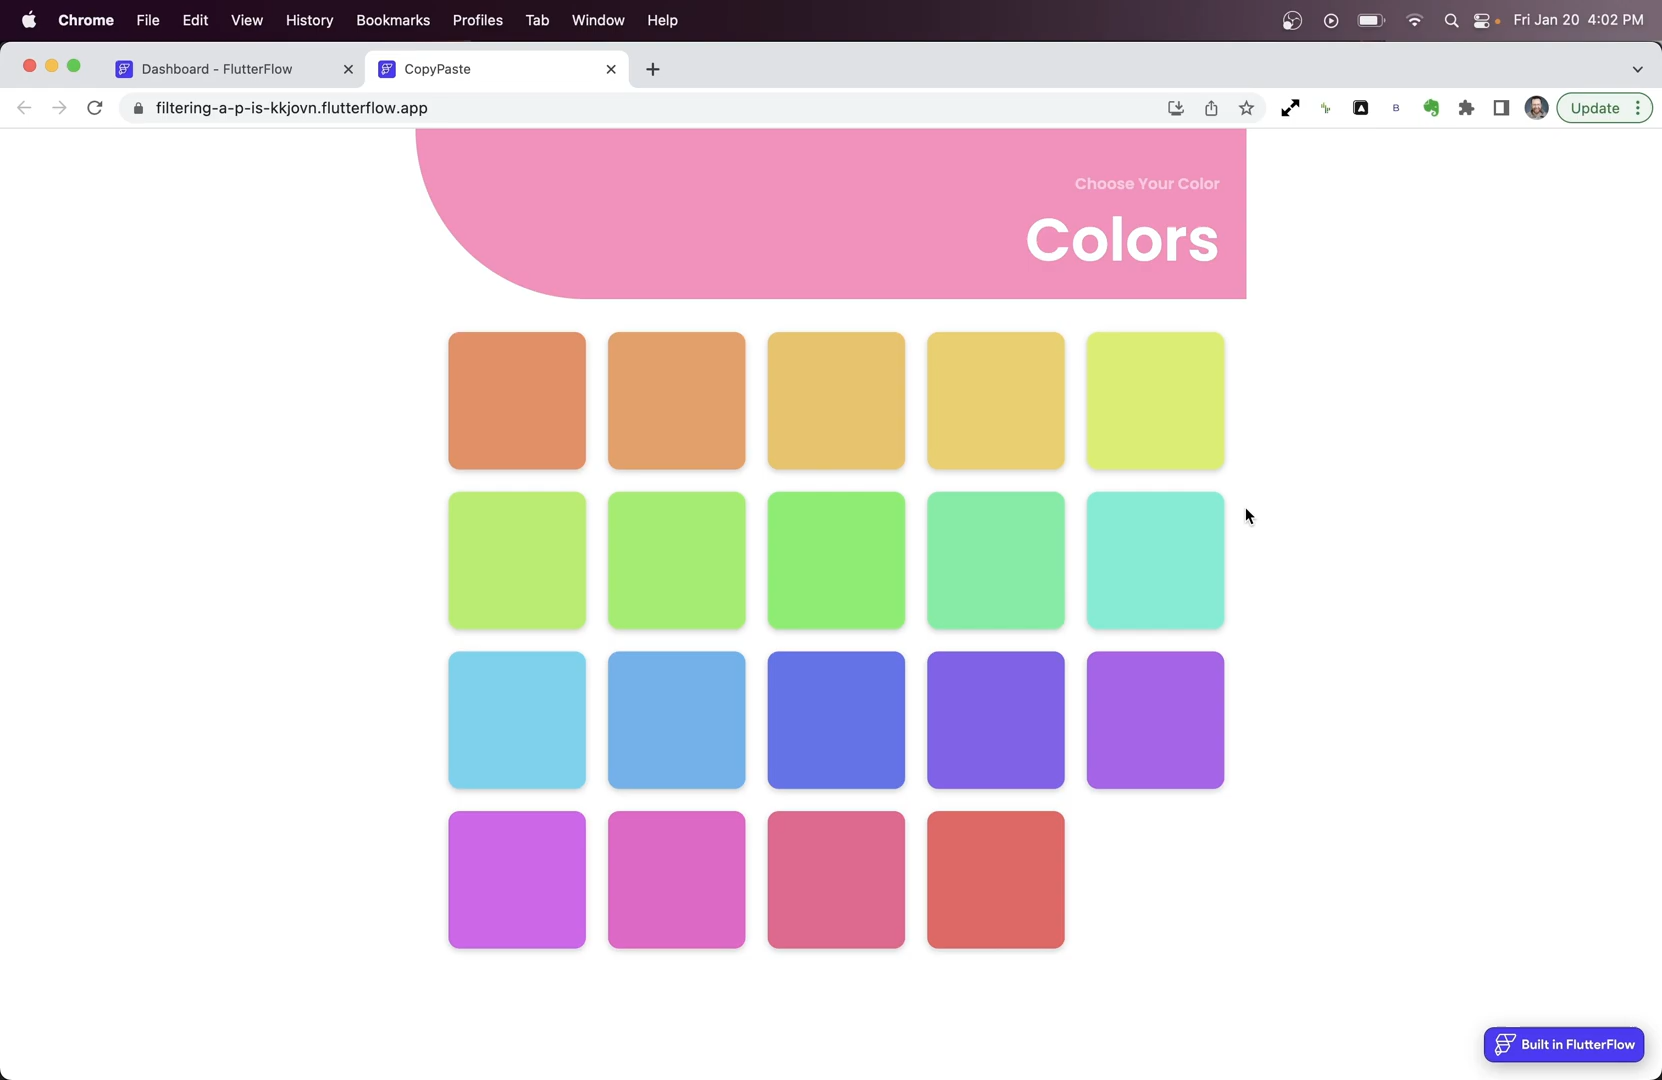 Chrome File Edit View History Bookmarks Profiles Tab Window Help Fri Jan 20 4:02 PM
Dashboard - FlutterFlow CopyPaste
filtering-a-p-is-kkjovn.flutterflow.app B Update
Choose Your Color
Colors
Built in FlutterFlow